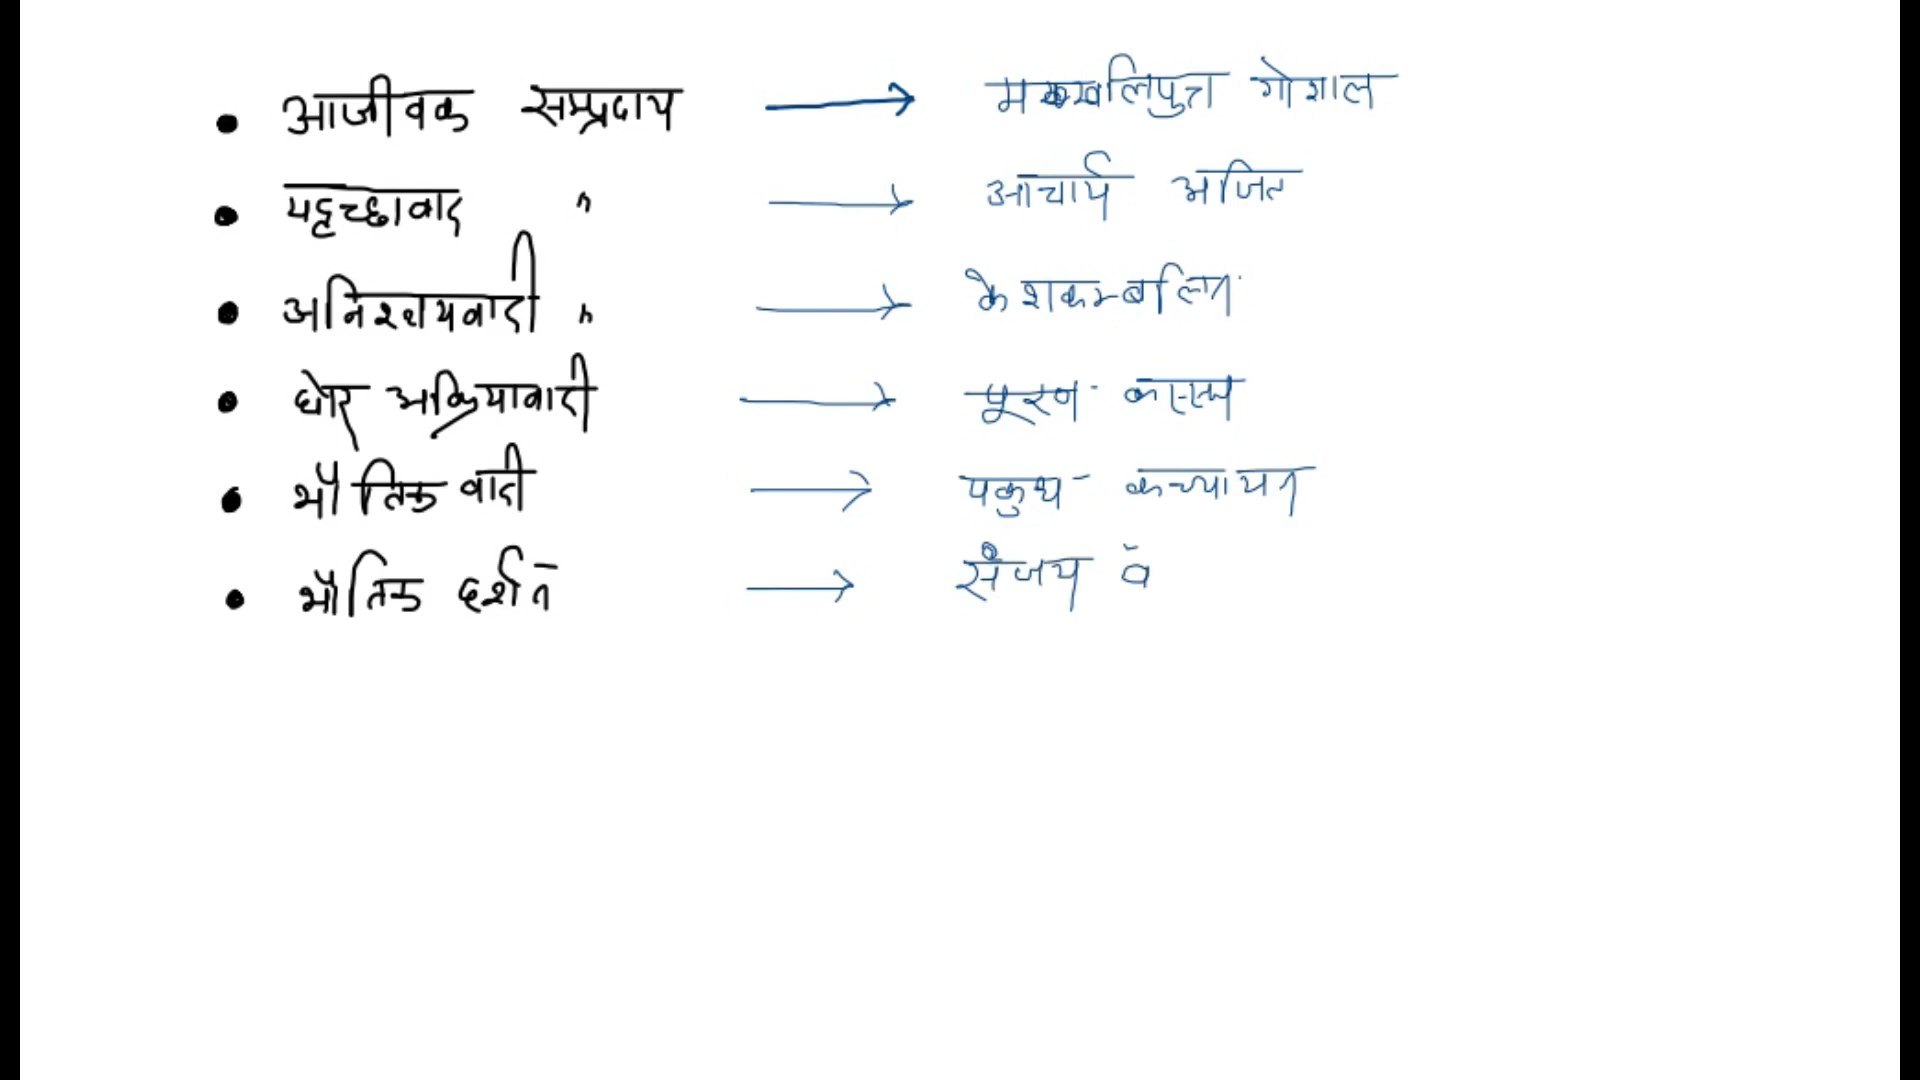 • आजीवक सम्प्रदाय → मक्खलिपुत्र गोशाल
• यदृच्छावाद " → आचार्य अजित
• अनिश्चयवादी " → केशकम्बलिन
• घोर अक्रियावादी → पूरण कस्सप
• भौतिकवादी → पकुध कच्चायन
• भौतिक दर्शन → संजय व